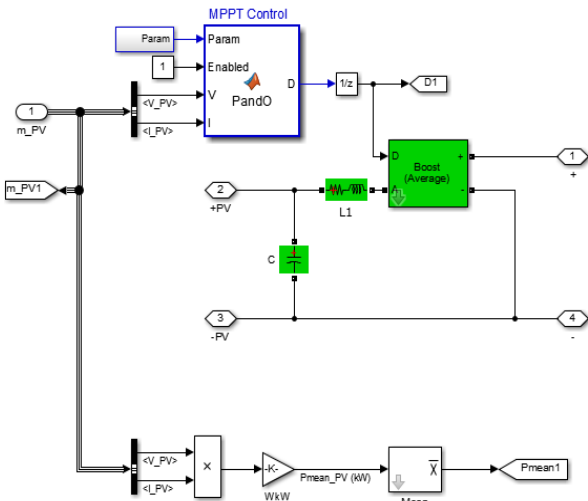 MPPT Control
Param
Param
1
Enabled
V
I
D
PandO
1/z
D1
<V_PV>
<I_PV>
1
m_PV
m_PV1
D
Boost
(Average)
+
-
A
1
+
2
+PV
L1
C
3
-PV
4
-
<V_PV>
<I_PV>
×
-K-
WkW
Pmean_PV (kW)
X
Pmean1